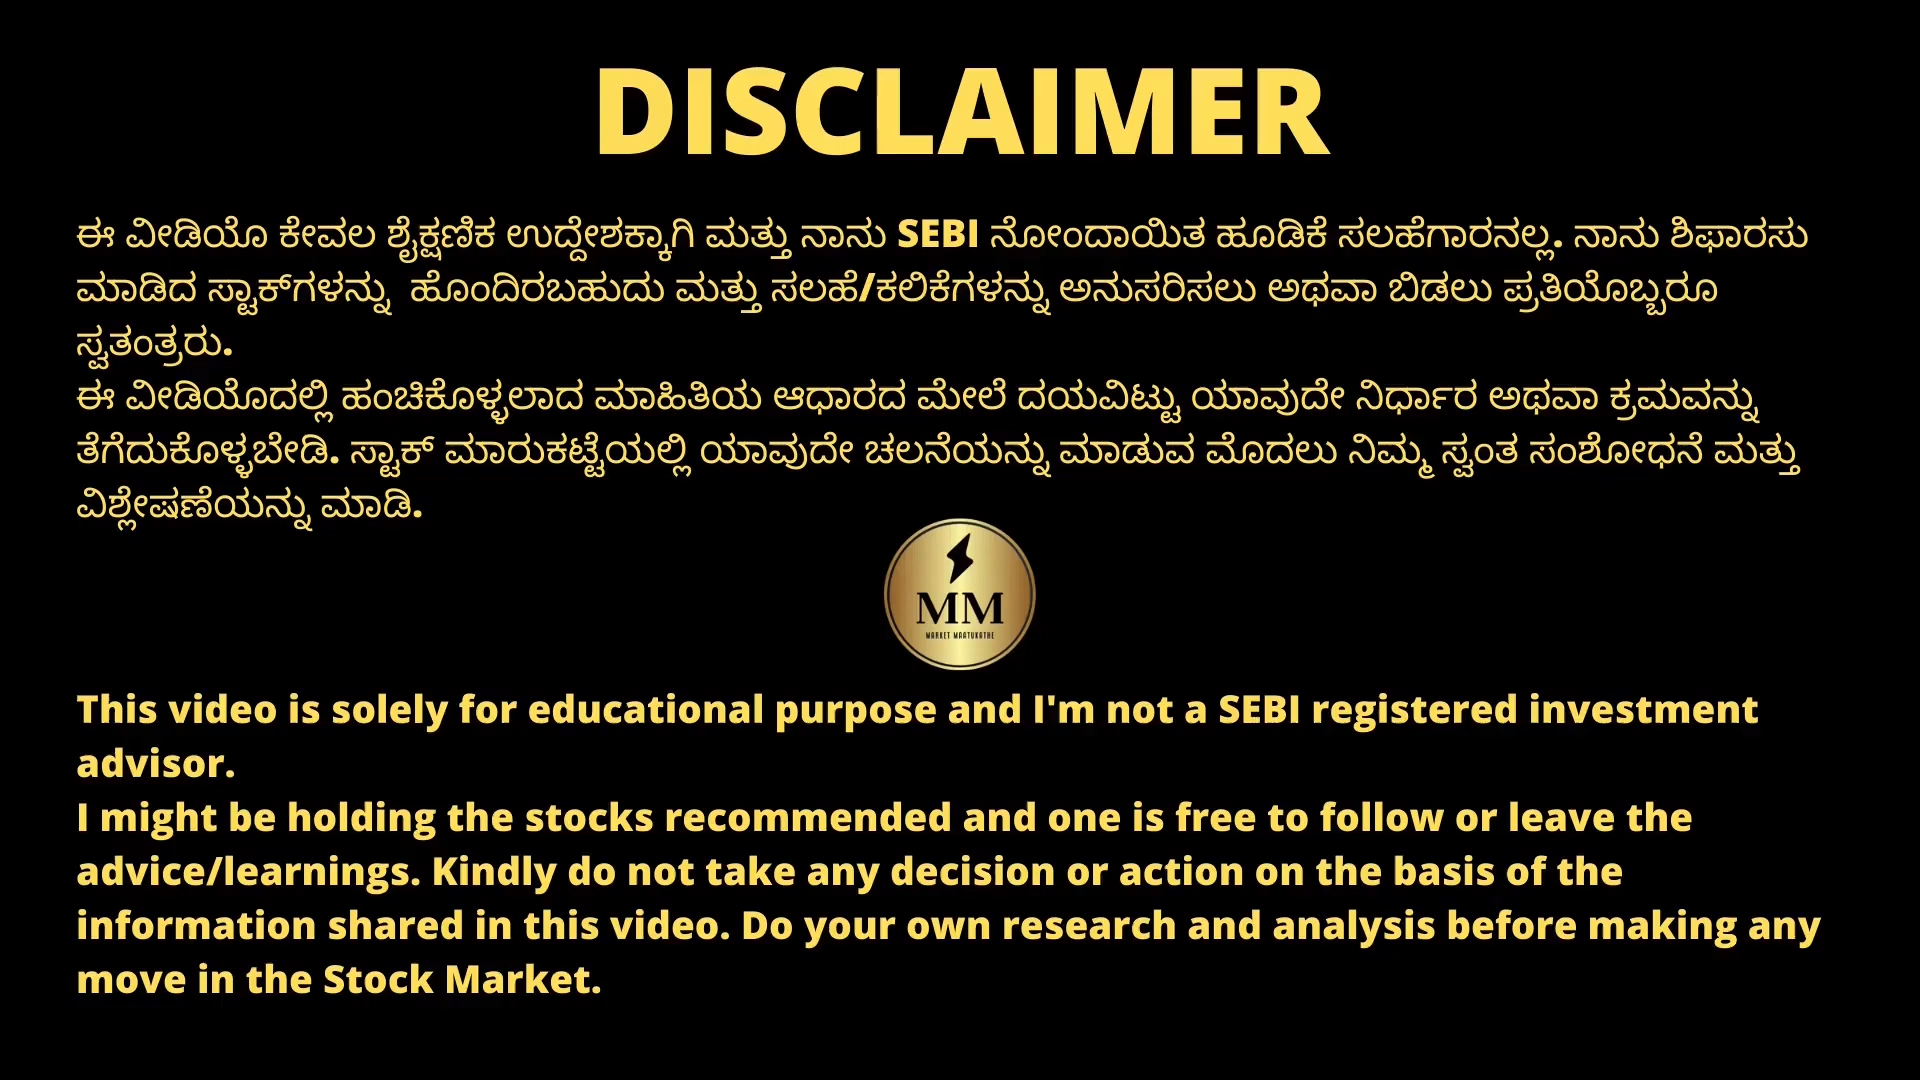 DISCLAIMER
ಈ ವೀಡಿಯೊ ಕೇವಲ ಶೈಕ್ಷಣಿಕ ಉದ್ದೇಶಕ್ಕಾಗಿ ಮತ್ತು ನಾನು SEBI ನೋಂದಾಯಿತ ಹೂಡಿಕೆ ಸಲಹೆಗಾರನಲ್ಲ. ನಾನು ಶಿಫಾರಸು
ಮಾಡಿದ ಸ್ಟಾಕ್‌ಗಳನ್ನು ಹೊಂದಿರಬಹುದು ಮತ್ತು ಸಲಹೆ/ಕಲಿಕೆಗಳನ್ನು ಅನುಸರಿಸಲು ಅಥವಾ ಬಿಡಲು ಪ್ರತಿಯೊಬ್ಬರೂ
ಸ್ವತಂತ್ರರು.
ಈ ವೀಡಿಯೊದಲ್ಲಿ ಹಂಚಿಕೊಳ್ಳಲಾದ ಮಾಹಿತಿಯ ಆಧಾರದ ಮೇಲೆ ದಯವಿಟ್ಟು ಯಾವುದೇ ನಿರ್ಧಾರ ಅಥವಾ ಕ್ರಮವನ್ನು
ತೆಗೆದುಕೊಳ್ಳಬೇಡಿ. ಸ್ಟಾಕ್ ಮಾರುಕಟ್ಟೆಯಲ್ಲಿ ಯಾವುದೇ ಚಲನೆಯನ್ನು ಮಾಡುವ ಮೊದಲು ನಿಮ್ಮ ಸ್ವಂತ ಸಂಶೋಧನೆ ಮತ್ತು
ವಿಶ್ಲೇಷಣೆಯನ್ನು ಮಾಡಿ.
MM
MARKET MAATUKATHE
This video is solely for educational purpose and I'm not a SEBI registered investment
advisor.
I might be holding the stocks recommended and one is free to follow or leave the
advice/learnings. Kindly do not take any decision or action on the basis of the
information shared in this video. Do your own research and analysis before making any
move in the Stock Market.